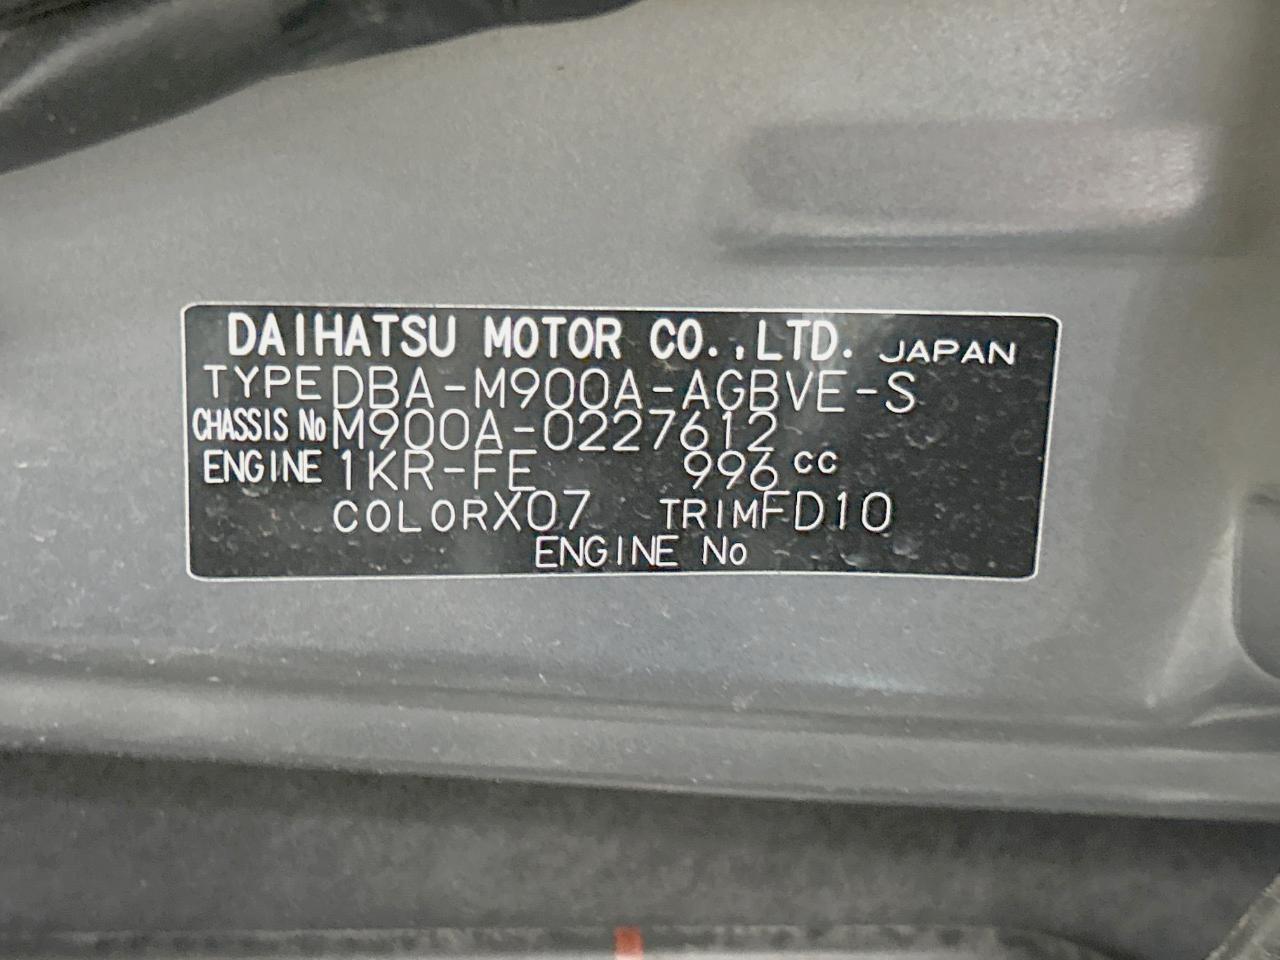 DAIHATSU MOTOR CO.,LTD. JAPAN
TYPE DBA-M900A-AGBVE-S
CHASSIS No M900A-0227612
ENGINE 1KR-FE 996 cc
COLOR X07 TRIM FD10
ENGINE No